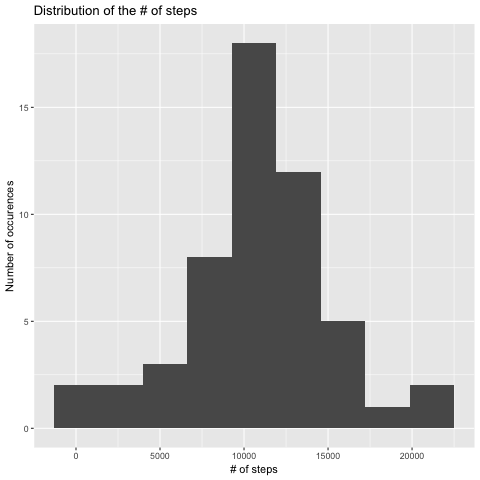 Distribution of the # of steps
Number of occurences
15
10
5
0
0 5000 10000 15000 20000
# of steps